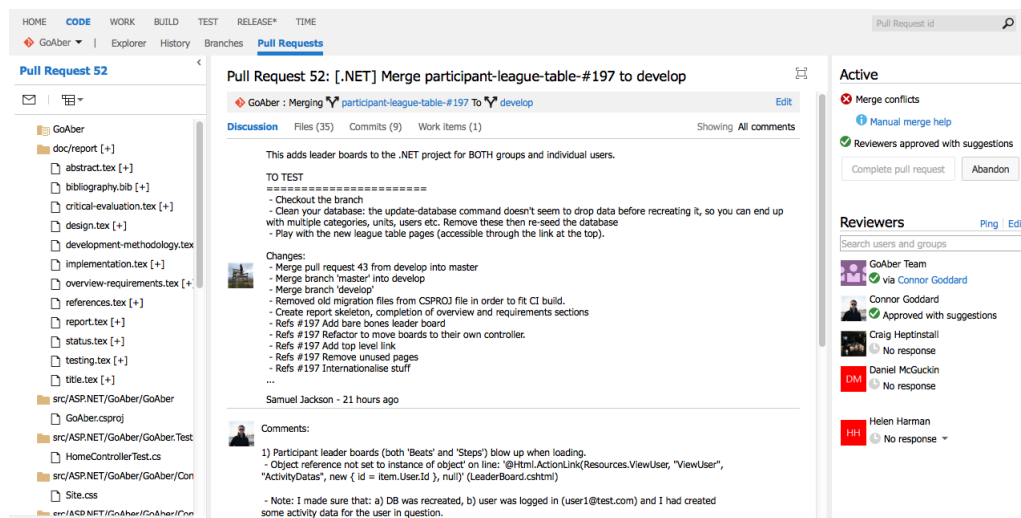 HOME CODE WORK BUILD TEST RELEASE* TIME
Pull Request id
GoAber | Explorer History Branches Pull Requests
Pull Request 52
GoAber
doc/report [+]
abstract.tex [+]
bibliography.bib [+]
critical-evaluation.tex [+]
design.tex [+]
development-methodology.tex
implementation.tex [+]
overview-requirements.tex [+
references.tex [+]
report.tex [+]
status.tex [+]
testing.tex [+]
title.tex [+]
src/ASP.NET/GoAber/GoAber
GoAber.csproj
src/ASP.NET/GoAber/GoAber.Test
HomeControllerTest.cs
src/ASP.NET/GoAber/GoAber/Con
Site.css
src/ASP.NET/GoAber/GoAber/Con
Pull Request 52: [.NET] Merge participant-league-table-#197 to develop
GoAber : Merging participant-league-table-#197 To develop Edit
Discussion Files (35) Commits (9) Work items (1) Showing All comments
This adds leader boards to the .NET project for BOTH groups and individual users.
TO TEST
========================
- Checkout the branch
- Clean your database: the update-database command doesn't seem to drop data before recreating it, so you can end up
with multiple categories, units, users etc. Remove these then re-seed the database
- Play with the new league table pages (accessible through the link at the top).
Changes:
- Merge pull request 43 from develop into master
- Merge branch 'master' into develop
- Merge branch 'develop'
- Removed old migration files from CSPROJ file in order to fit CI build.
- Create report skeleton, completion of overview and requirements sections
- Refs #197 Add bare bones leader board
- Refs #197 Refactor to move boards to their own controller.
- Refs #197 Add top level link
- Refs #197 Remove unused pages
- Refs #197 Internationalise stuff
...
Samuel Jackson - 21 hours ago
Comments:
1) Participant leader boards (both 'Beats' and 'Steps') blow up when loading.
- Object reference not set to instance of object' on line: '@Html.ActionLink(Resources.ViewUser, "ViewUser",
"ActivityDatas", new { id = item.User.Id }, null)' (LeaderBoard.cshtml)
- Note: I made sure that: a) DB was recreated, b) user was logged in (user1@test.com) and I had created
some activity data for the user in question.
Active
Merge conflicts
Manual merge help
Reviewers approved with suggestions
Complete pull request Abandon
Reviewers Ping Edi
Search users and groups
GoAber Team
via Connor Goddard
Connor Goddard
Approved with suggestions
Craig Heptinstall
No response
DM
Daniel McGuckin
No response
HH
Helen Harman
No response